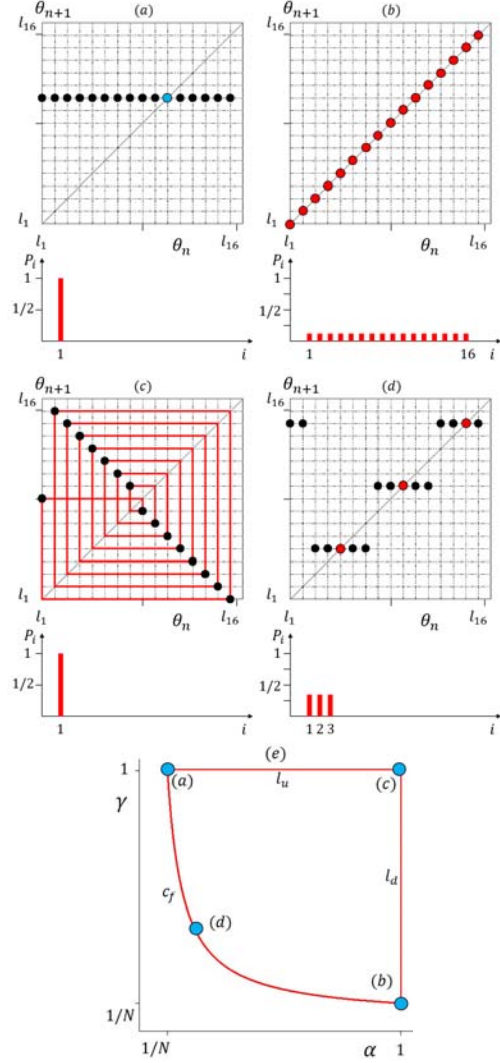 θn+1 (a)
l16
l1
l1 θn l16
Pi
1
1/2
1 i
(b)
l16
l1
l1 θn l16
Pi
1
1/2
1 16 i
θn+1 (c)
l16
l1
l1 θn l16
Pi
1
1/2
1 i
θn+1 (d)
l16
l1
l1 θn l16
Pi
1
1/2
1 2 3 i
(e)
1 (a) lu (c)
γ
ld
cf (d)
(b)
1/N
1/N α 1